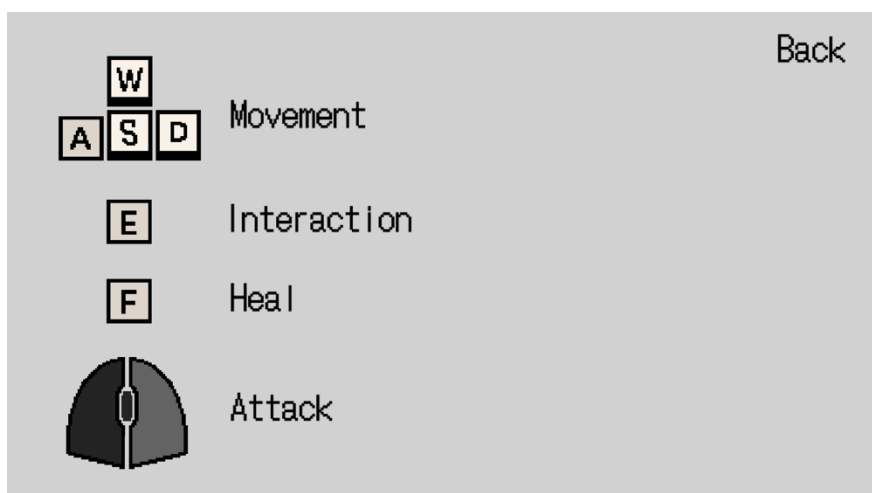 Back
W
A S D Movement
E Interaction
F Heal
Attack